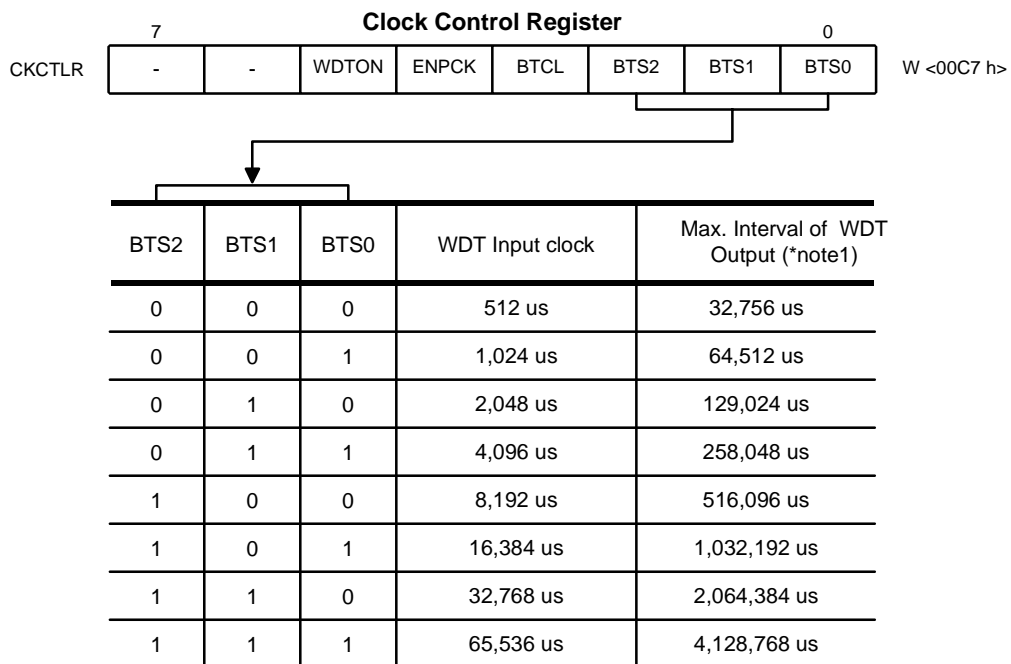 Clock Control Register
7 0
CKCTLR - - WDTON ENPCK BTCL BTS2 BTS1 BTS0 W <00C7 h>
BTS2 BTS1 BTS0 WDT Input clock Max. Interval of WDT
Output (*note1)
0 0 0 512 us 32,756 us
0 0 1 1,024 us 64,512 us
0 1 0 2,048 us 129,024 us
0 1 1 4,096 us 258,048 us
1 0 0 8,192 us 516,096 us
1 0 1 16,384 us 1,032,192 us
1 1 0 32,768 us 2,064,384 us
1 1 1 65,536 us 4,128,768 us